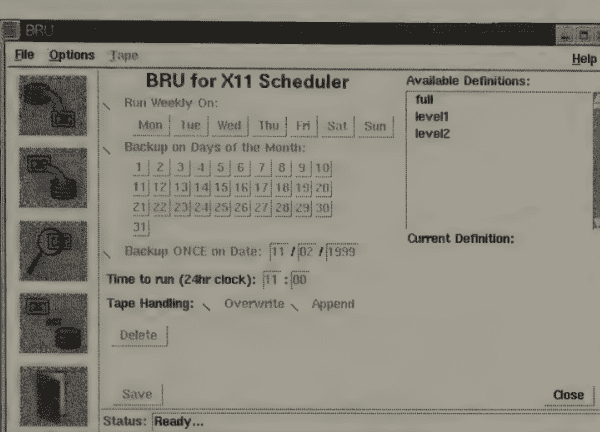 BRU
File Options Tape Help
BRU for X11 Scheduler
Run Weekly On:
Mon Tue Wed Thu Fri Sat Sun
Backup on Days of the Month:
1 2 3 4 5 6 7 8 9 10
11 12 13 14 15 16 17 18 19 20
21 22 23 24 25 26 27 28 29 30
31
Backup ONCE on Date: 11 / 02 / 1999
Time to run (24hr clock): 11 : 00
Tape Handling: Overwrite Append
Delete
Save
Available Definitions:
full
level1
level2
Current Definition:
Close
Status: Ready...